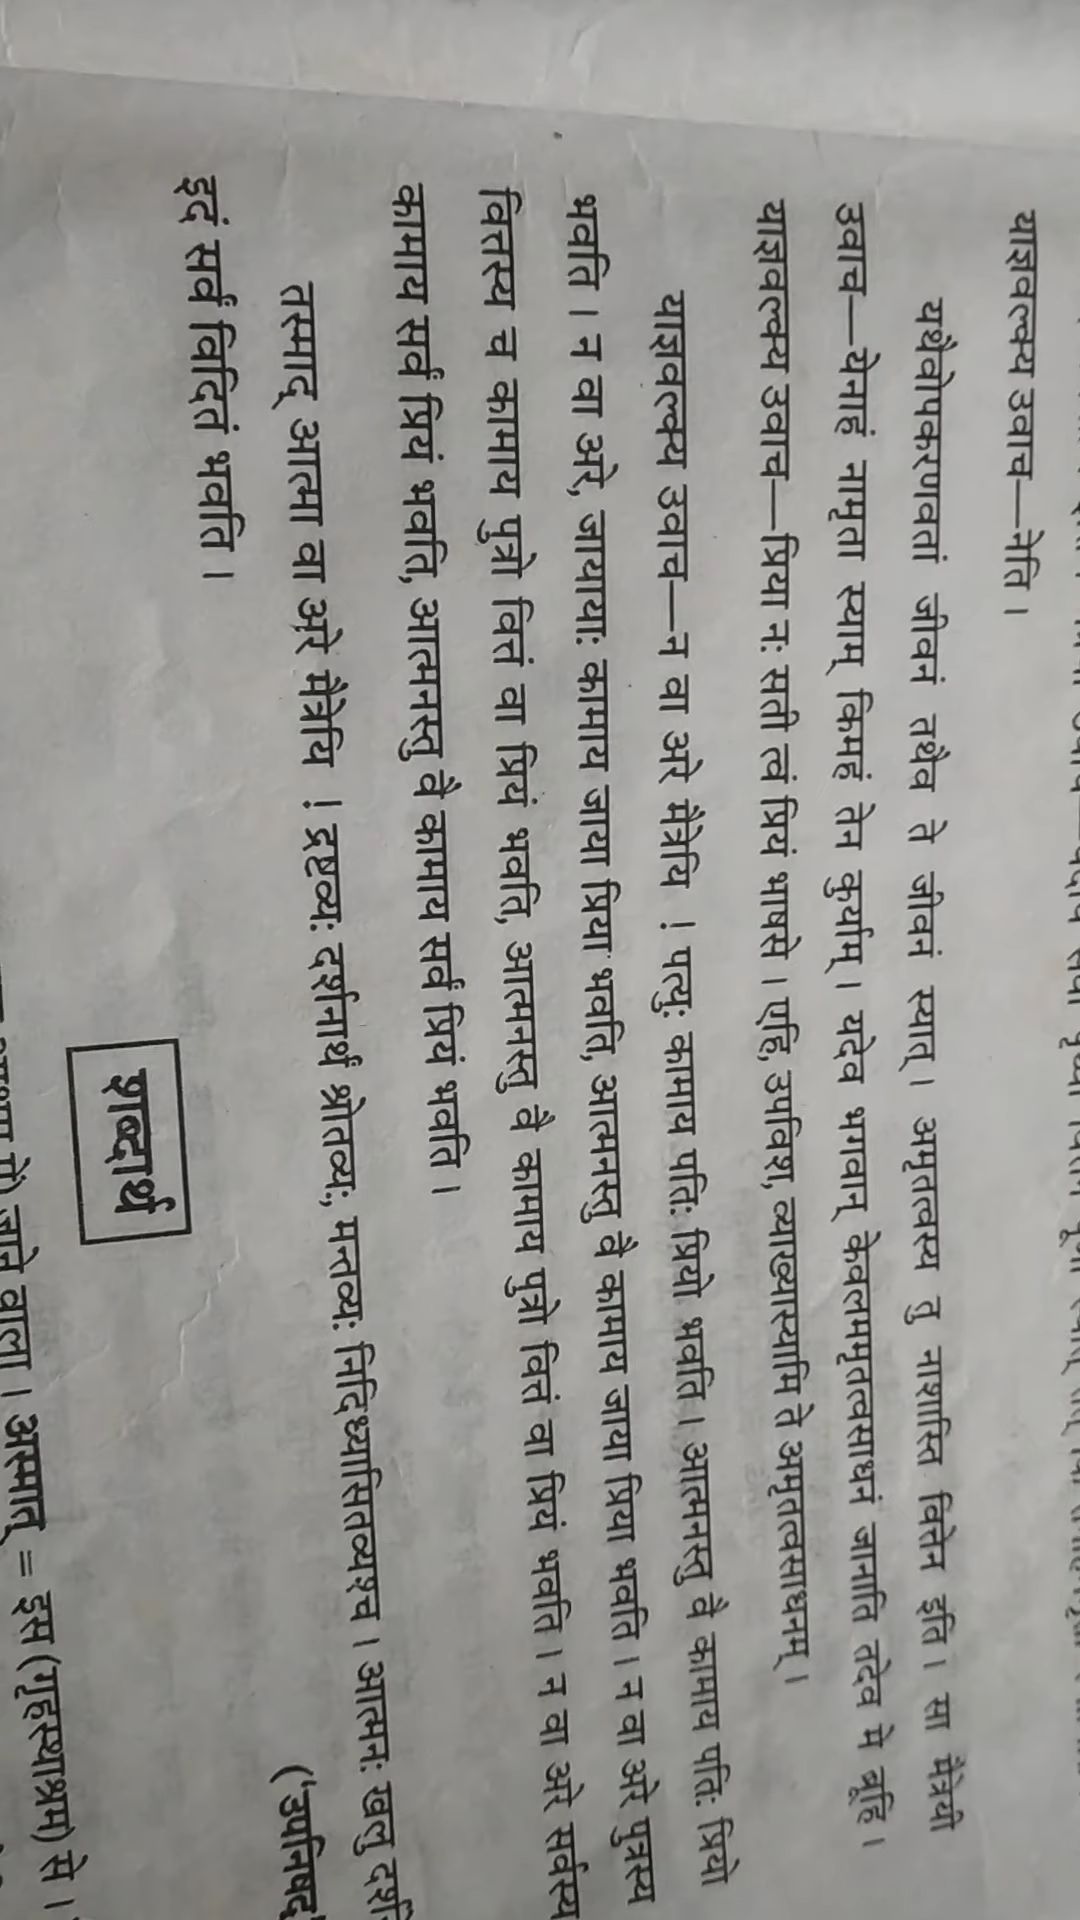 याज्ञवल्क्य उवाच—नेति ।
यथैवोपकरणवतां जीवनं तथैव ते जीवनं स्यात् । अमृतत्वस्य तु नाशास्ति वित्तेन इति । सा मैत्रेयी
उवाच—येनाहं नामृता स्याम् किमहं तेन कुर्याम् । यदेव भगवान् केवलममृतत्वसाधनं जानाति तदेव मे ब्रूहि ।
याज्ञवल्क्य उवाच—प्रिया नः सती त्वं प्रियं भाषसे । एहि, उपविश, व्याख्यास्यामि ते अमृतत्वसाधनम् ।
याज्ञवल्क्य उवाच—न वा अरे मैत्रेयि ! पत्युः कामाय पतिः प्रियो भवति । आत्मनस्तु वै कामाय पतिः प्रियो
भवति । न वा अरे, जायायाः कामाय जाया प्रिया भवति, आत्मनस्तु वै कामाय जाया प्रिया भवति । न वा अरे पुत्रस्य
वित्तस्य च कामाय पुत्रो वित्तं वा प्रियं भवति, आत्मनस्तु वै कामाय पुत्रो वित्तं वा प्रियं भवति । न वा अरे सर्वस्य
कामाय सर्वं प्रियं भवति, आत्मनस्तु वै कामाय सर्वं प्रियं भवति ।
तस्माद् आत्मा वा अरे मैत्रेयि ! द्रष्टव्यः दर्शनार्थं श्रोतव्यः, मन्तव्यः निदिध्यासितव्यश्च । आत्मनः खलु
इदं सर्वं विदितं भवति ।
('उपनिषद्
शब्दार्थ
में) जाने वाला । अस्मात् = इस (गृहस्थाश्रम) से ।